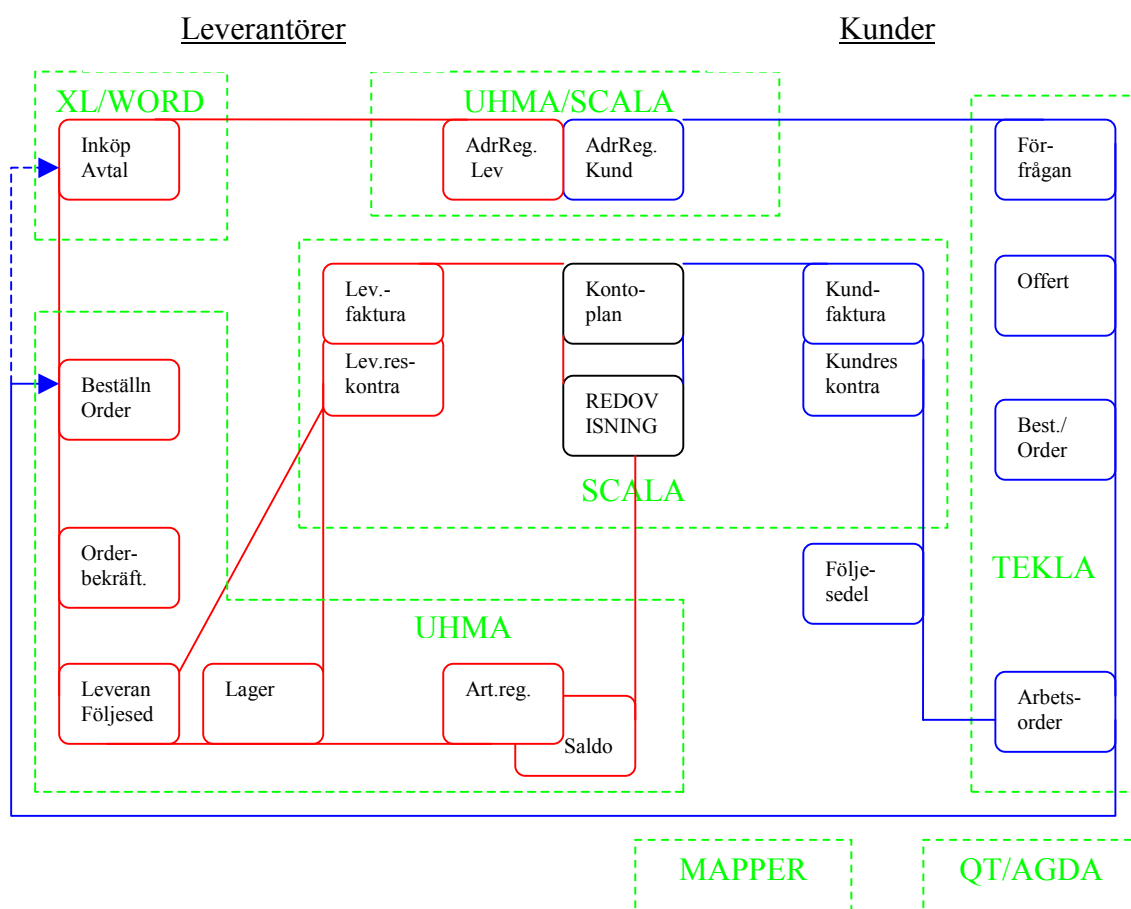 Leverantörer
Kunder
XL/WORD
UHMA/SCALA
Inköp
Avtal
AdrReg.
Lev
AdrReg.
Kund
För-
frågan
Lev.-
faktura
Konto-
plan
Kund-
faktura
Offert
Lev.res-
kontra
Kundres
kontra
Beställn
Order
REDOV
ISNING
Best./
Order
SCALA
Order-
bekräft.
Följe-
sedel
TEKLA
UHMA
Leveran
Följesed
Lager
Art.reg.
Saldo
Arbets-
order
MAPPER
QT/AGDA